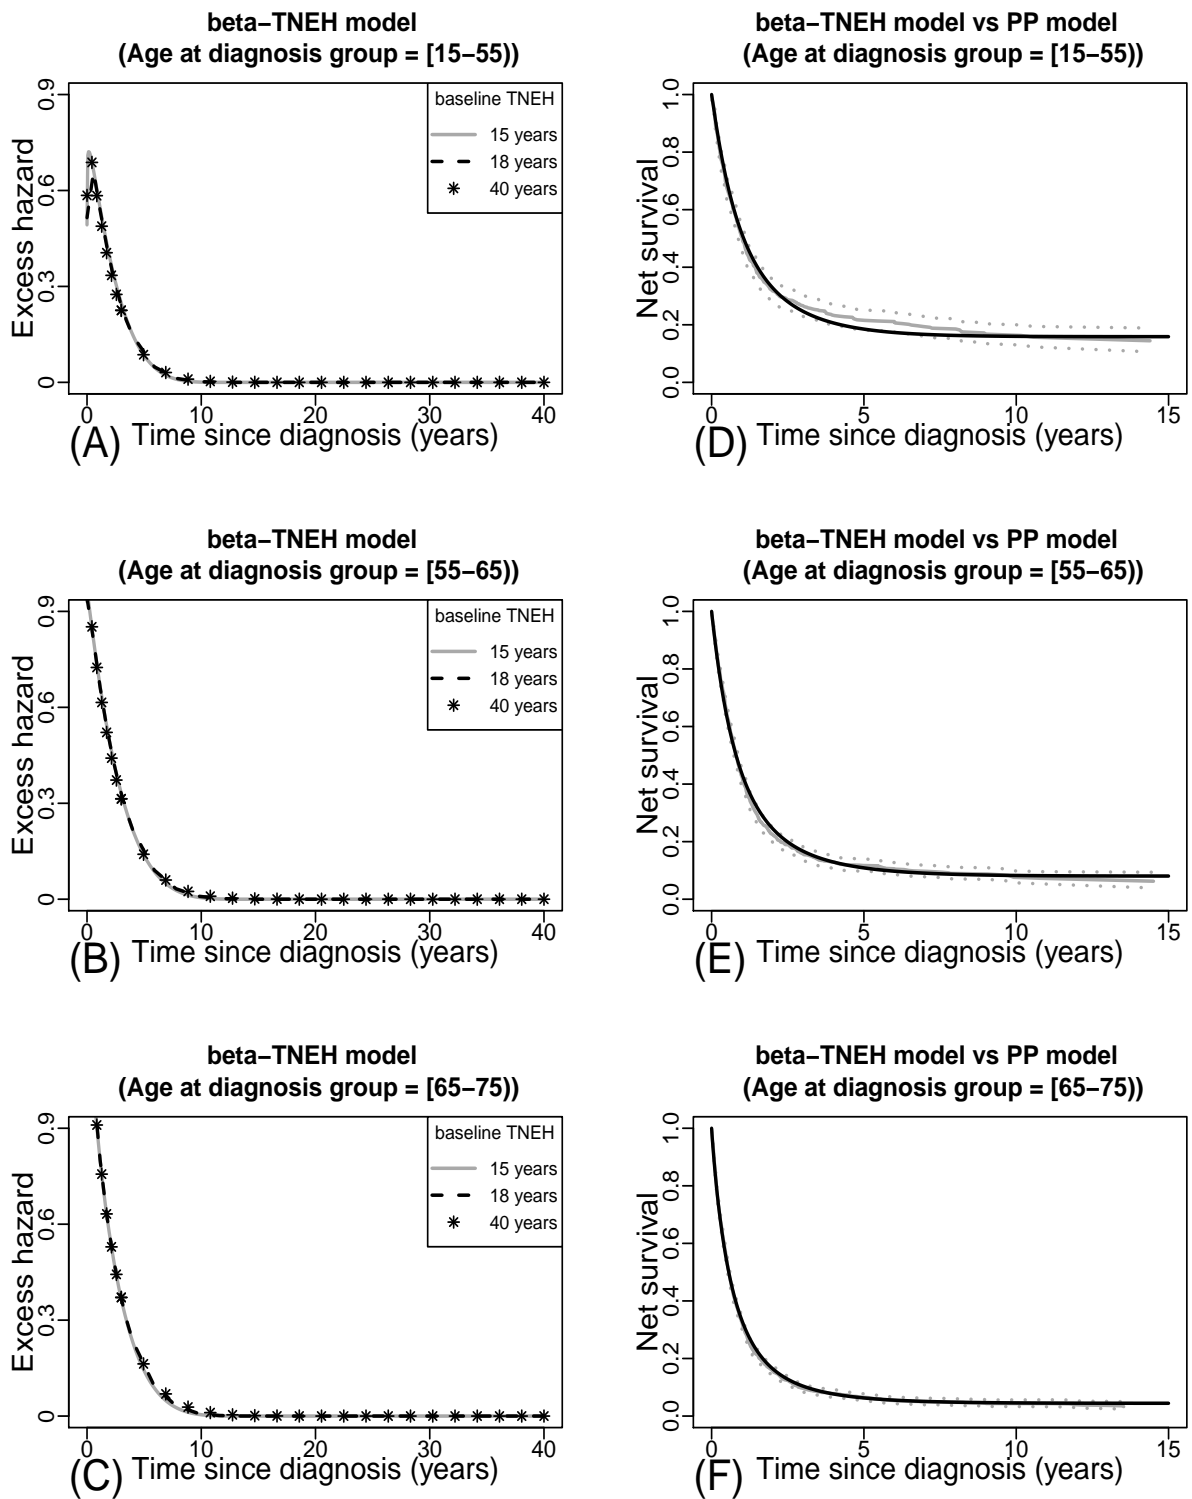 beta−TNEH model
(Age at diagnosis group = [15−55))
Excess hazard
0.9
0.6
0.3
0
baseline TNEH
15 years
18 years
40 years
0 10 20 30 40
(A) Time since diagnosis (years)
beta−TNEH model vs PP model
(Age at diagnosis group = [15−55))
Net survival
1.0
0.8
0.6
0.4
0.2
0.0
0 5 10 15
(D) Time since diagnosis (years)
beta−TNEH model
(Age at diagnosis group = [55−65))
Excess hazard
0.9
0.6
0.3
0
baseline TNEH
15 years
18 years
40 years
0 10 20 30 40
(B) Time since diagnosis (years)
beta−TNEH model vs PP model
(Age at diagnosis group = [55−65))
Net survival
1.0
0.8
0.6
0.4
0.2
0.0
0 5 10 15
(E) Time since diagnosis (years)
beta−TNEH model
(Age at diagnosis group = [65−75))
Excess hazard
0.9
0.6
0.3
0
baseline TNEH
15 years
18 years
40 years
0 10 20 30 40
(C) Time since diagnosis (years)
beta−TNEH model vs PP model
(Age at diagnosis group = [65−75))
Net survival
1.0
0.8
0.6
0.4
0.2
0.0
0 5 10 15
(F) Time since diagnosis (years)